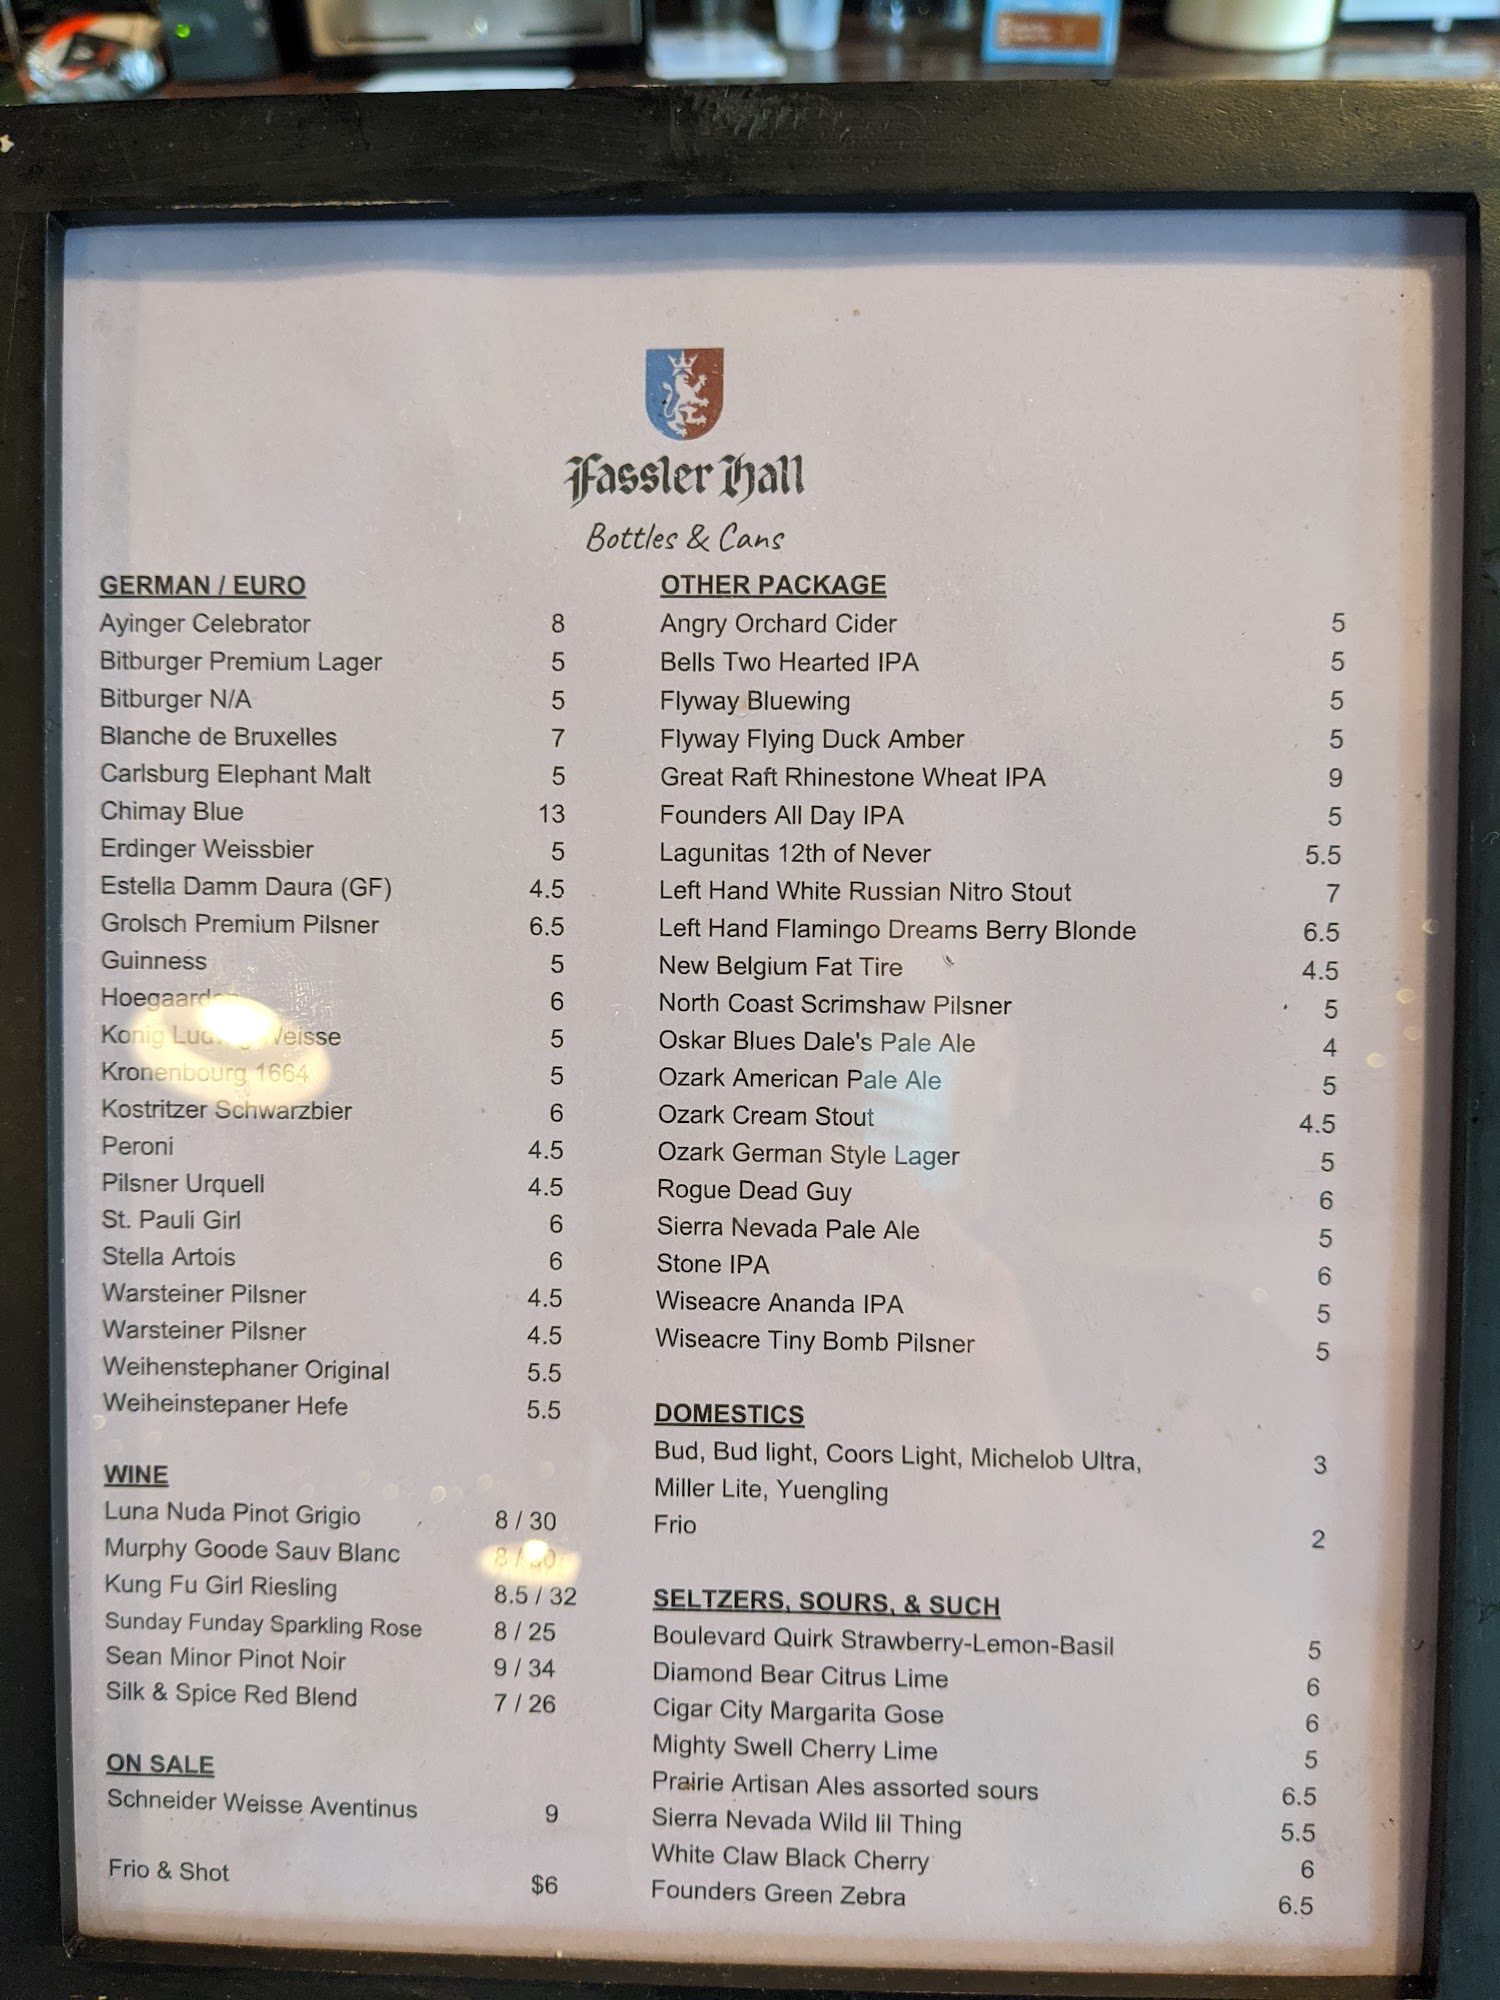 Fassler Hall
Bottles & Cans
GERMAN / EURO
Ayinger Celebrator 8
Bitburger Premium Lager 5
Bitburger N/A 5
Blanche de Bruxelles 7
Carlsburg Elephant Malt 5
Chimay Blue 13
Erdinger Weissbier 5
Estella Damm Daura (GF) 4.5
Grolsch Premium Pilsner 6.5
Guinness 5
Hoegaarden 6
Konig Weisse 5
Kronenbourg 1664 5
Kostritzer Schwarzbier 6
Peroni 4.5
Pilsner Urquell 4.5
St. Pauli Girl 6
Stella Artois 6
Warsteiner Pilsner 4.5
Warsteiner Pilsner 4.5
Weihenstephaner Original 5.5
Weiheinstepaner Hefe 5.5
WINE
Luna Nuda Pinot Grigio 8 / 30
Murphy Goode Sauv Blanc 8 /
Kung Fu Girl Riesling 8.5 / 32
Sunday Funday Sparkling Rose 8 / 25
Sean Minor Pinot Noir 9 / 34
Silk & Spice Red Blend 7 / 26
ON SALE
Schneider Weisse Aventinus 9
Frio & Shot $6
OTHER PACKAGE
Angry Orchard Cider 5
Bells Two Hearted IPA 5
Flyway Bluewing 5
Flyway Flying Duck Amber 5
Great Raft Rhinestone Wheat IPA 9
Founders All Day IPA 5
Lagunitas 12th of Never 5.5
Left Hand White Russian Nitro Stout 7
Left Hand Flamingo Dreams Berry Blonde 6.5
New Belgium Fat Tire 4.5
North Coast Scrimshaw Pilsner 5
Oskar Blues Dale's Pale Ale 4
Ozark American Pale Ale 5
Ozark Cream Stout 4.5
Ozark German Style Lager 5
Rogue Dead Guy 6
Sierra Nevada Pale Ale 5
Stone IPA 6
Wiseacre Ananda IPA 5
Wiseacre Tiny Bomb Pilsner 5
DOMESTICS
Bud, Bud light, Coors Light, Michelob Ultra, 3
Miller Lite, Yuengling
Frio 2
SELTZERS, SOURS, & SUCH
Boulevard Quirk Strawberry-Lemon-Basil 5
Diamond Bear Citrus Lime 6
Cigar City Margarita Gose 6
Mighty Swell Cherry Lime 5
Prairie Artisan Ales assorted sours 6.5
Sierra Nevada Wild lil Thing 5.5
White Claw Black Cherry 6
Founders Green Zebra 6.5